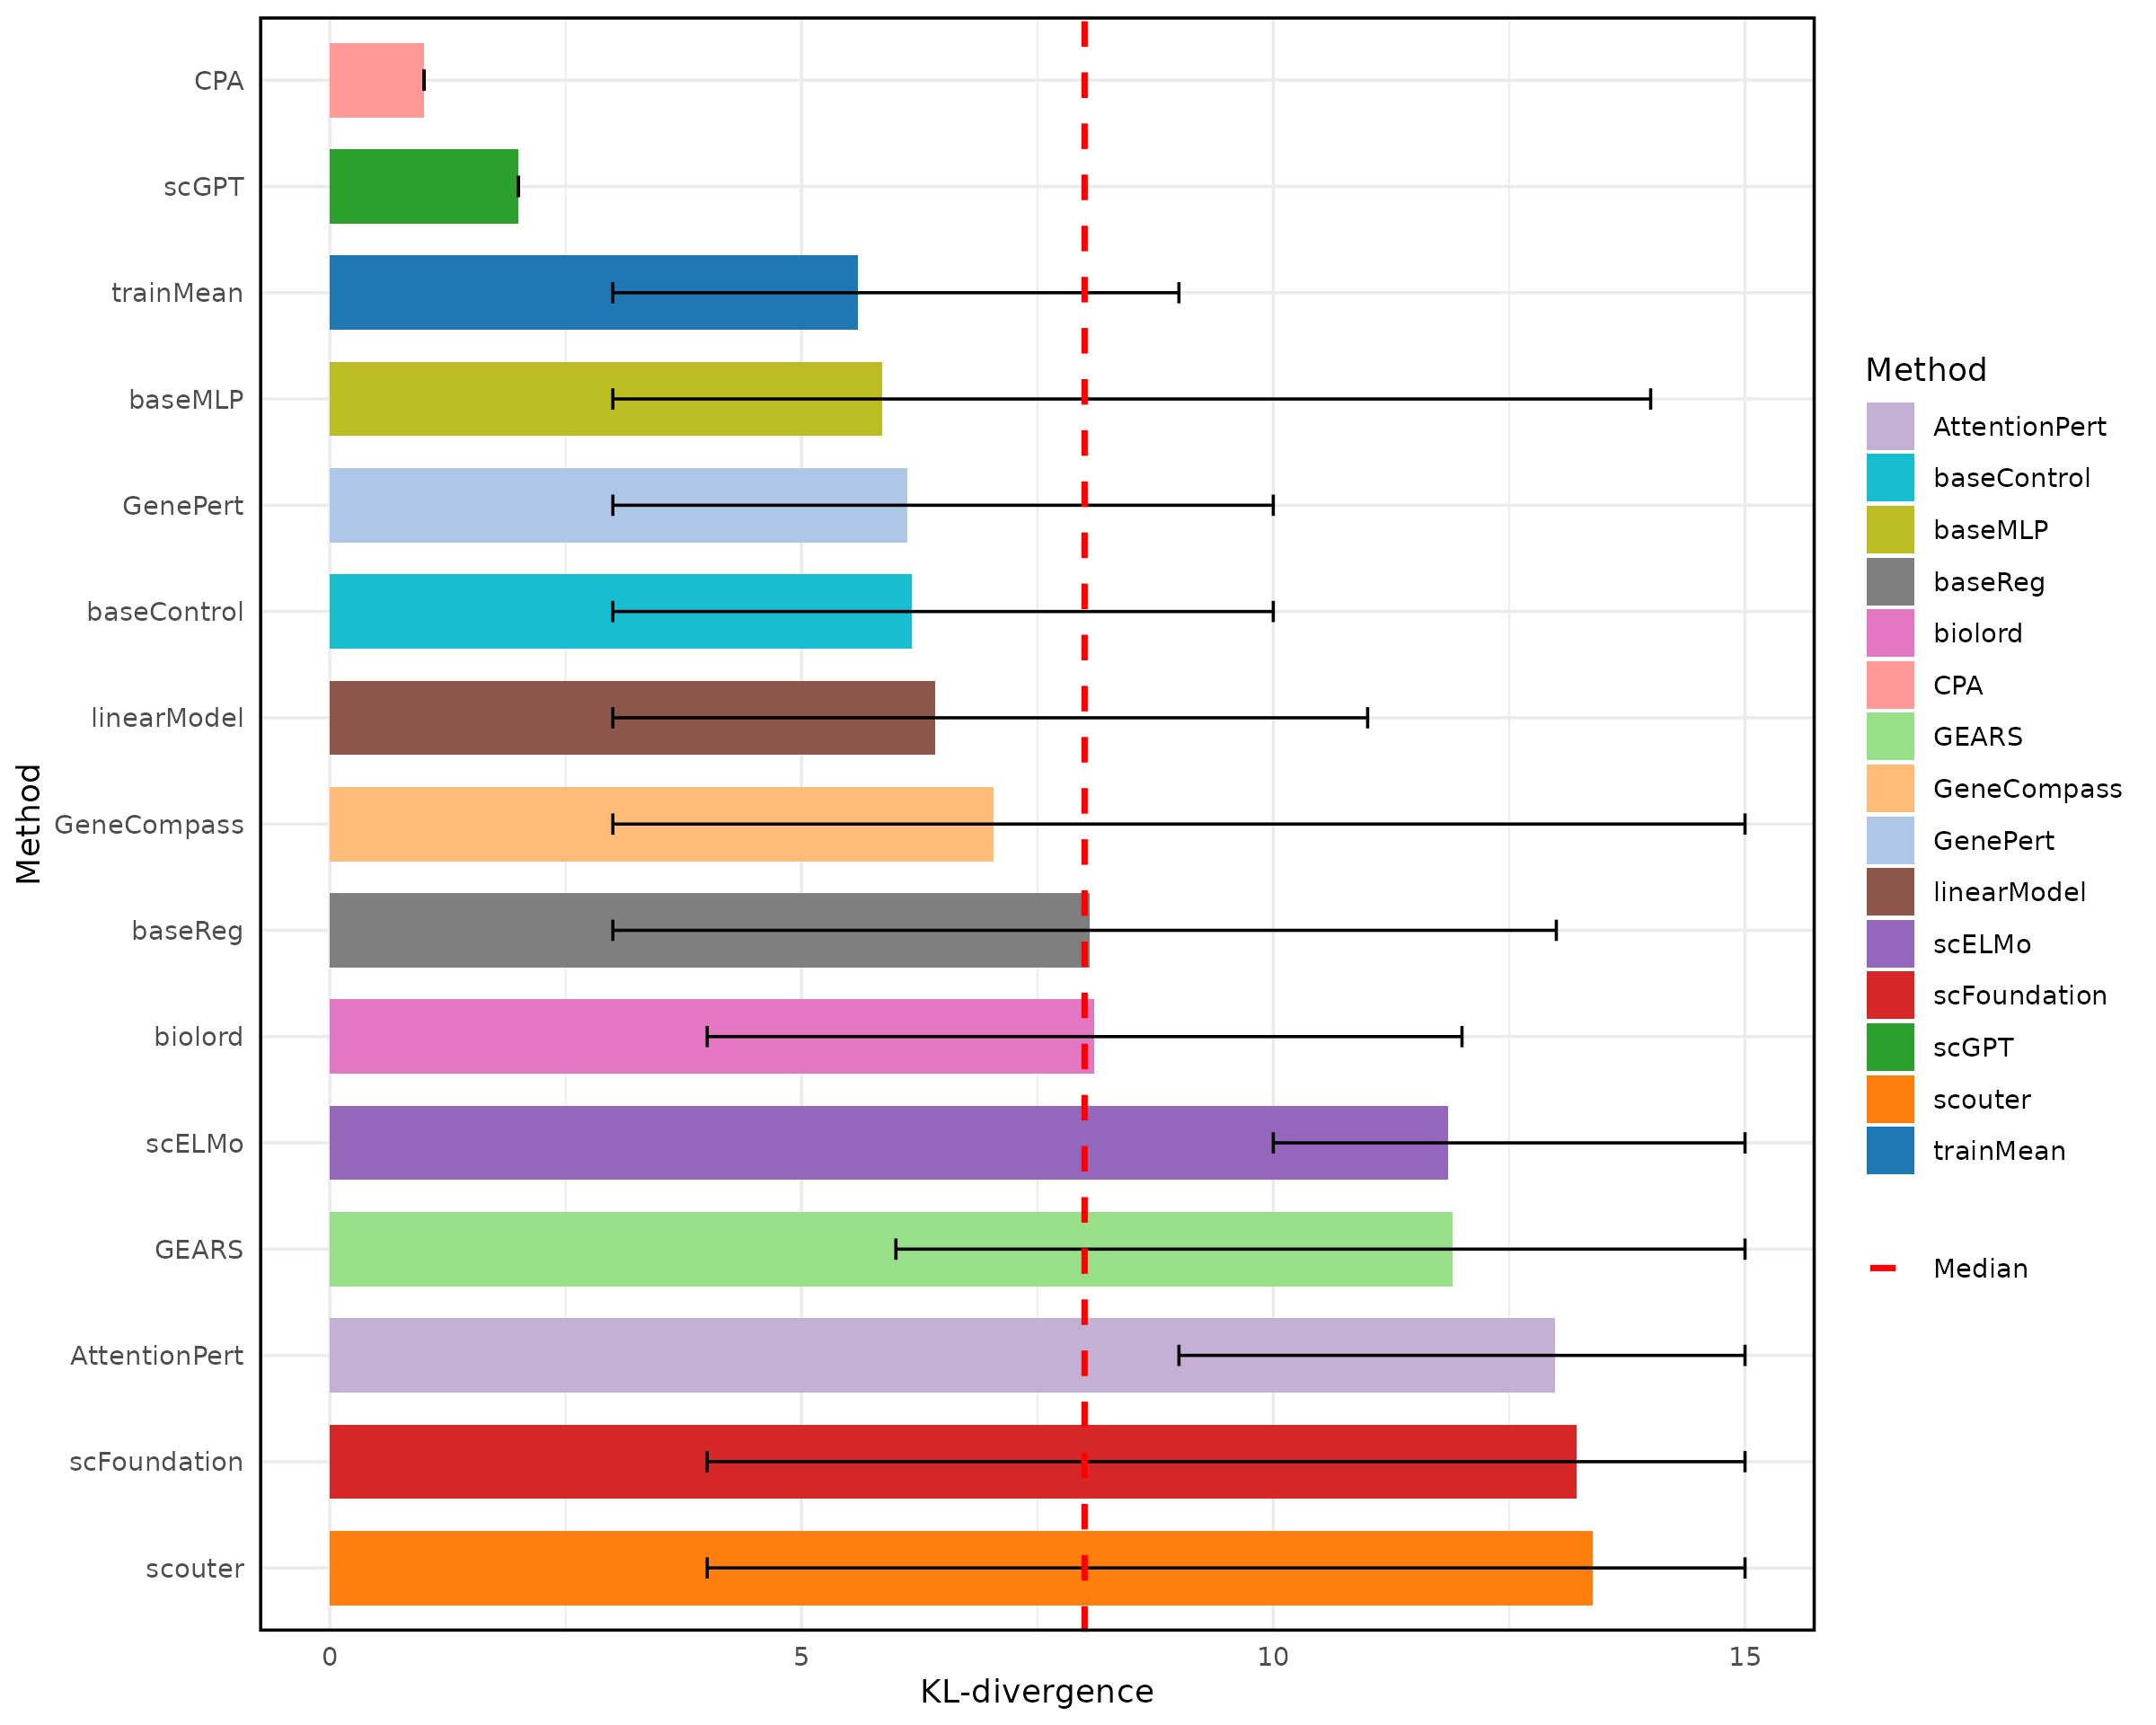 Method
CPA
scGPT
trainMean
baseMLP
GenePert
baseControl
linearModel
GeneCompass
baseReg
biolord
scELMo
GEARS
AttentionPert
scFoundation
scouter
0 5 10 15
KL-divergence
Method
AttentionPert
baseControl
baseMLP
baseReg
biolord
CPA
GEARS
GeneCompass
GenePert
linearModel
scELMo
scFoundation
scGPT
scouter
trainMean
Median